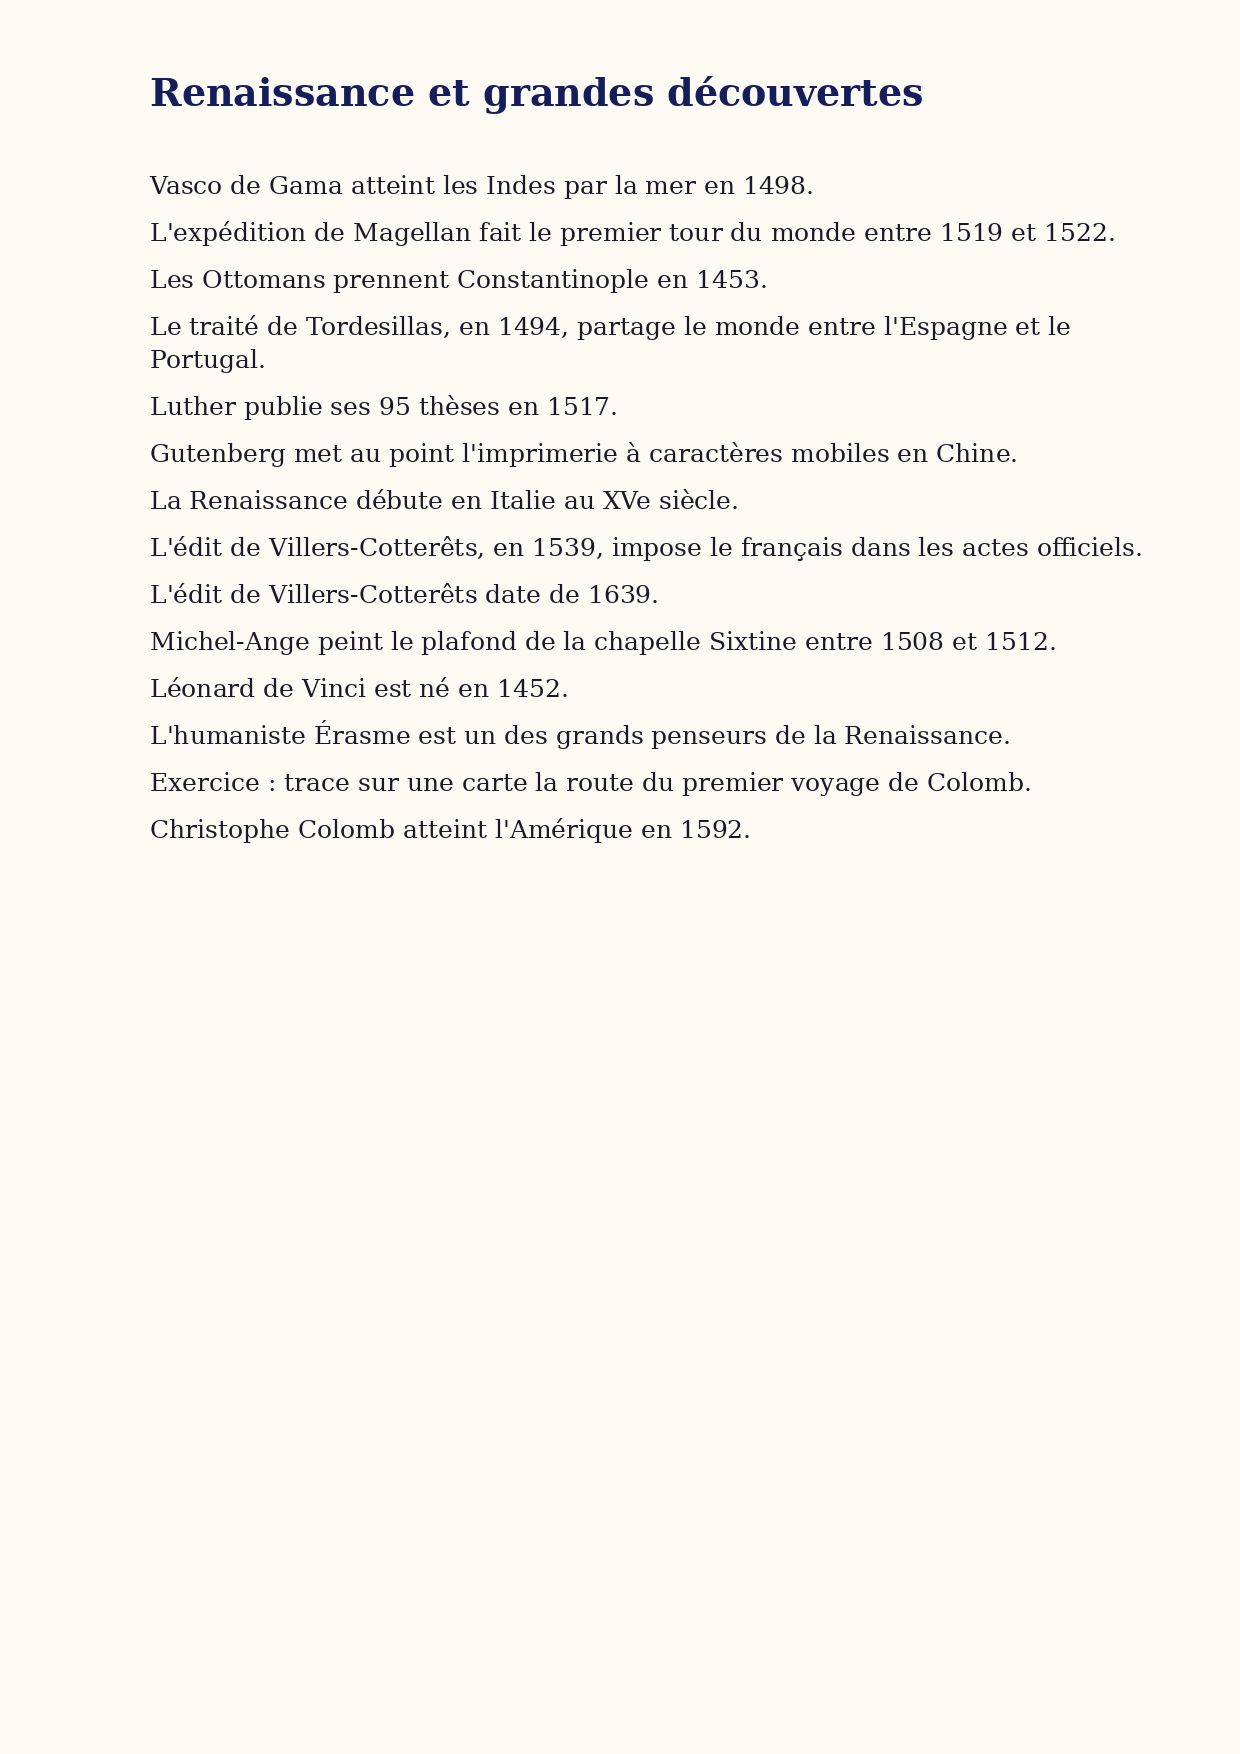 Renaissance et grandes découvertes
Vasco de Gama atteint les Indes par la mer en 1498.
L'expédition de Magellan fait le premier tour du monde entre 1519 et 1522.
Les Ottomans prennent Constantinople en 1453.
Le traité de Tordesillas, en 1494, partage le monde entre l'Espagne et le
Portugal.
Luther publie ses 95 thèses en 1517.
Gutenberg met au point l'imprimerie à caractères mobiles en Chine.
La Renaissance débute en Italie au XVe siècle.
L'édit de Villers-Cotterêts, en 1539, impose le français dans les actes officiels.
L'édit de Villers-Cotterêts date de 1639.
Michel-Ange peint le plafond de la chapelle Sixtine entre 1508 et 1512.
Léonard de Vinci est né en 1452.
L'humaniste Érasme est un des grands penseurs de la Renaissance.
Exercice : trace sur une carte la route du premier voyage de Colomb.
Christophe Colomb atteint l'Amérique en 1592.